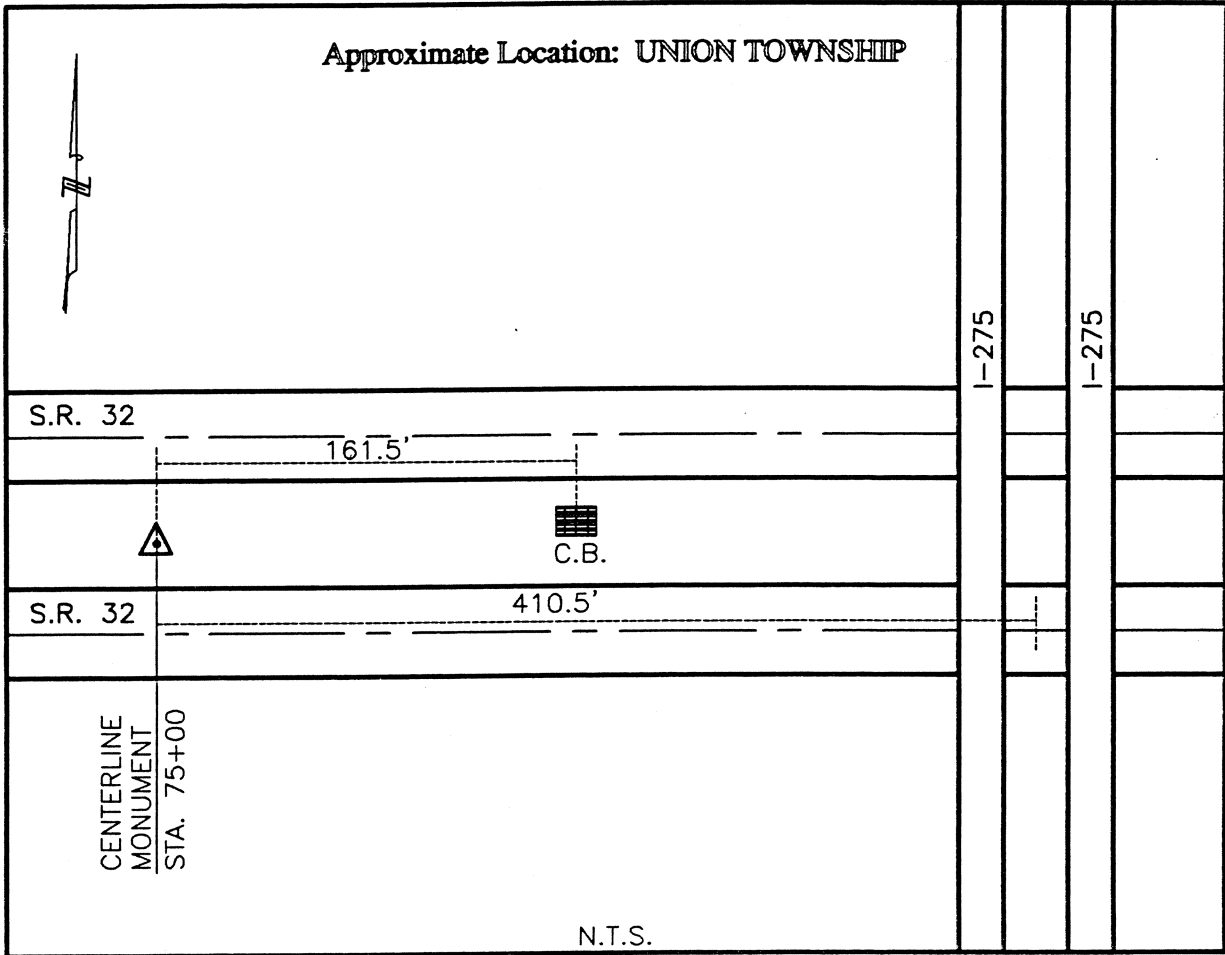 Approximate Location: UNION TOWNSHIP
N
I-275
I-275
S.R. 32
161.5'
C.B.
S.R. 32
410.5'
CENTERLINE
MONUMENT
STA. 75+00
N.T.S.